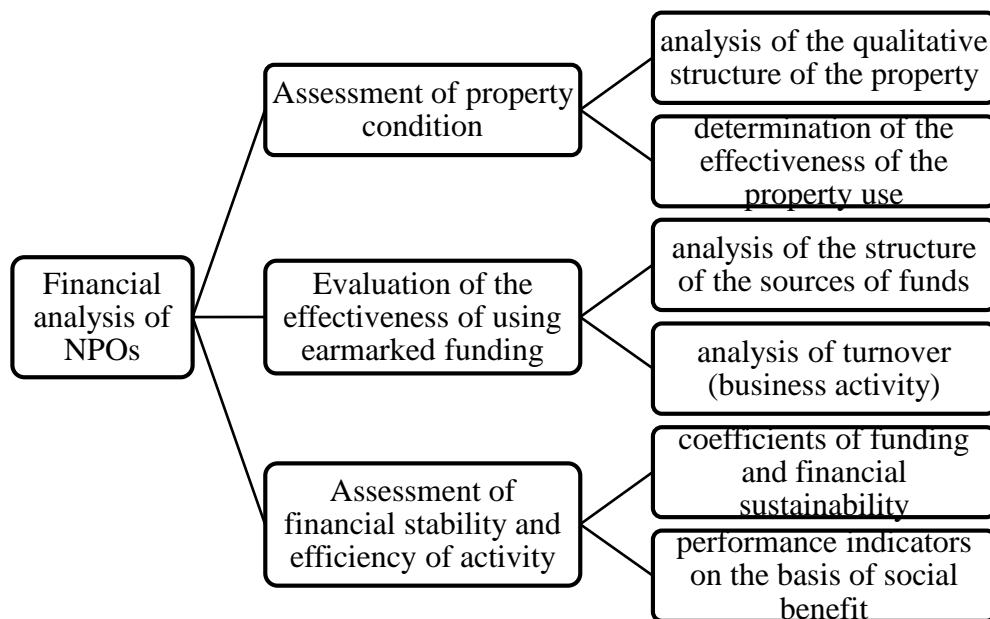 Financial
analysis of
NPOs
Assessment of property
condition
analysis of the qualitative
structure of the property
determination of the
effectiveness of the
property use
Evaluation of the
effectiveness of using
earmarked funding
analysis of the structure
of the sources of funds
analysis of turnover
(business activity)
Assessment of
financial stability and
efficiency of activity
coefficients of funding
and financial
sustainability
performance indicators
on the basis of social
benefit